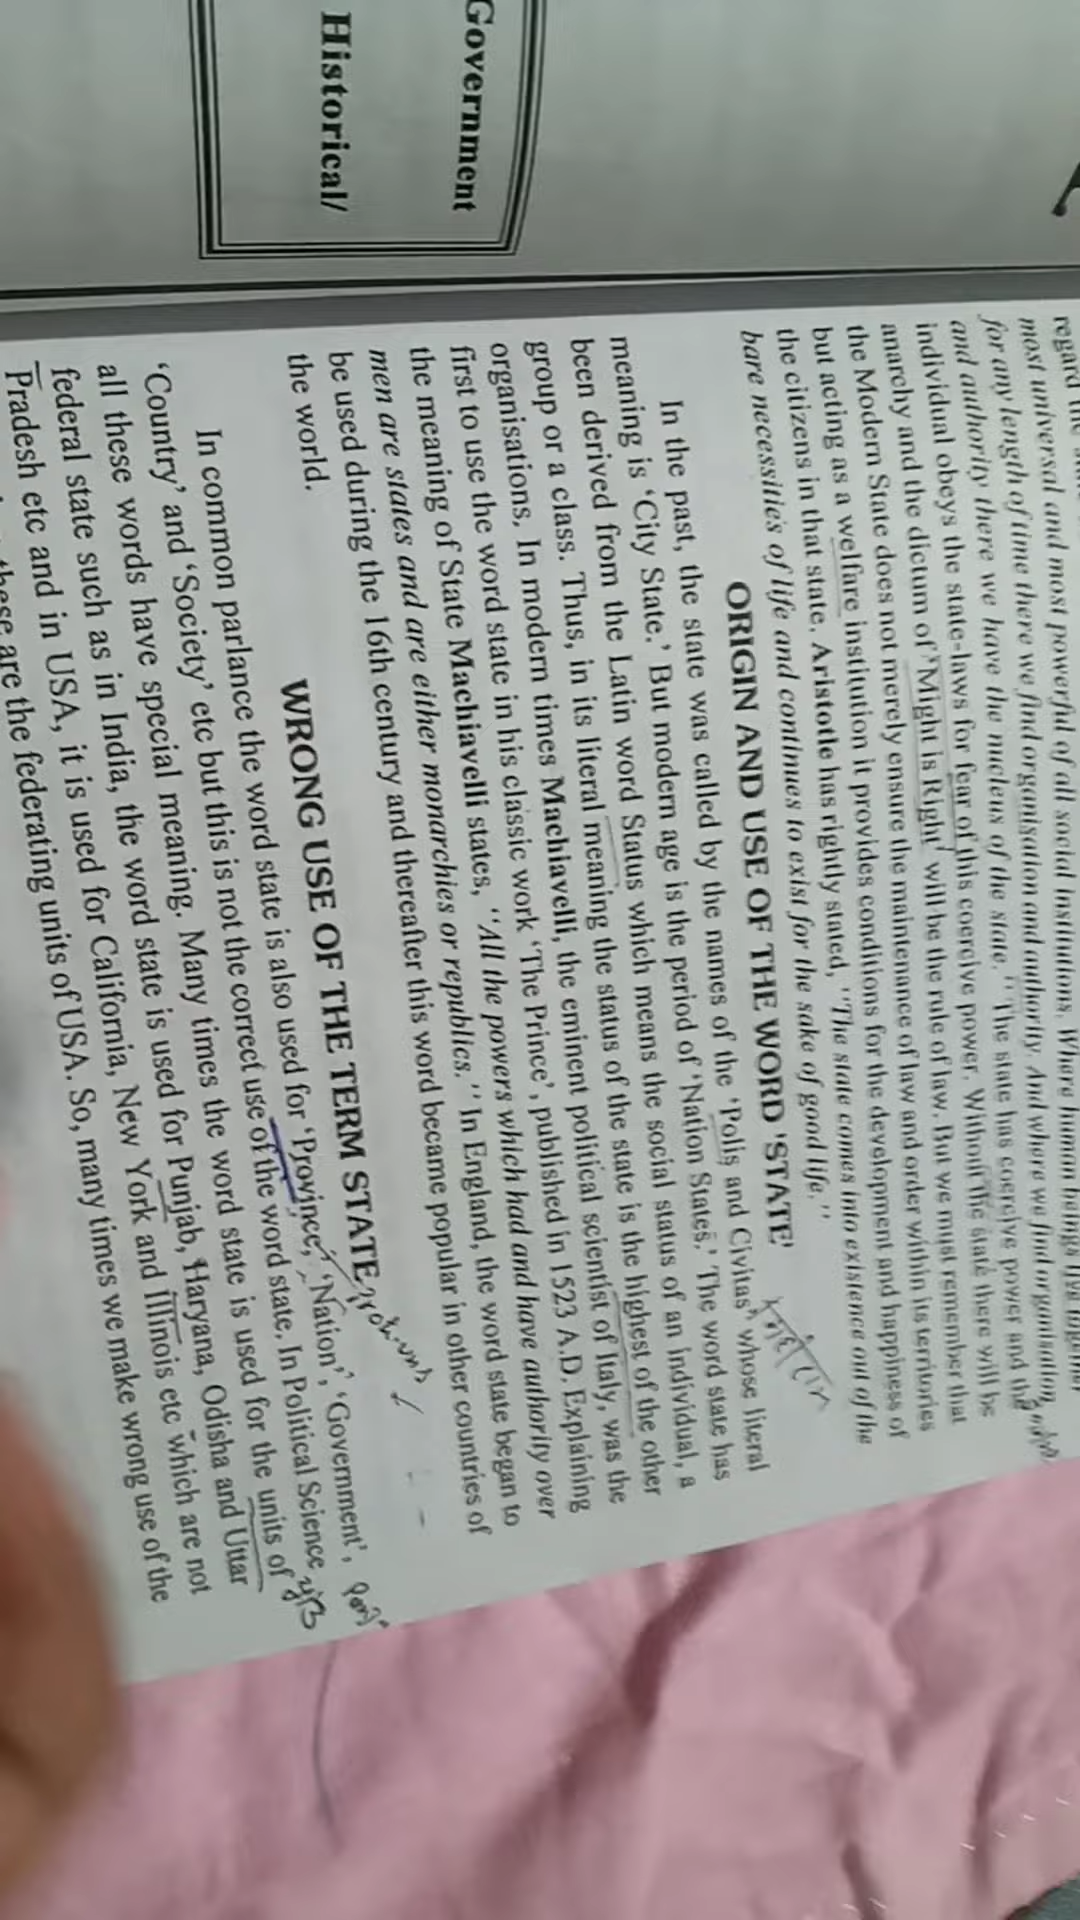 Government
Historical/
most universal and most powerful of all social institutions. Where human beings live
for any length of time there we find organisation and authority. And where we find organisation
and authority there we have the nucleus of the state." The state has coercive power and the
individual obeys the state-laws for fear of this coercive power. Without the state there will be
anarchy and the dictum of 'Might is Right' will be the rule of law. But we must remember that
the Modern State does not merely ensure the maintenance of law and order within its territories
but acting as a welfare institution it provides conditions for the development and happiness of
the citizens in that state. Aristotle has rightly stated, "The state comes into existence out of the
bare necessities of life and continues to exist for the sake of good life."
ORIGIN AND USE OF THE WORD 'STATE'
In the past, the state was called by the names of the 'Polis and Civitas', whose literal
meaning is 'City State.' But modern age is the period of 'Nation States.' The word state has
been derived from the Latin word Status which means the social status of an individual, a
group or a class. Thus, in its literal meaning the status of the state is the highest of the other
organisations. In modern times Machiavelli, the eminent political scientist of Italy, was the
first to use the word state in his classic work 'The Prince', published in 1523 A.D. Explaining
the meaning of State Machiavelli states, "All the powers which had and have authority over
men are states and are either monarchies or republics." In England, the word state began to
be used during the 16th century and thereafter this word became popular in other countries of
the world.
WRONG USE OF THE TERM STATE
In common parlance the word state is also used for 'Province', 'Nation', 'Government',
'Country' and 'Society' etc but this is not the correct use of the word state. In Political Science
all these words have special meaning. Many times the word state is used for the units of
federal state such as in India, the word state is used for Punjab, Haryana, Odisha and Uttar
Pradesh etc and in USA, it is used for California, New York and Illinois etc which are not
these are the federating units of USA. So, many times we make wrong use of the